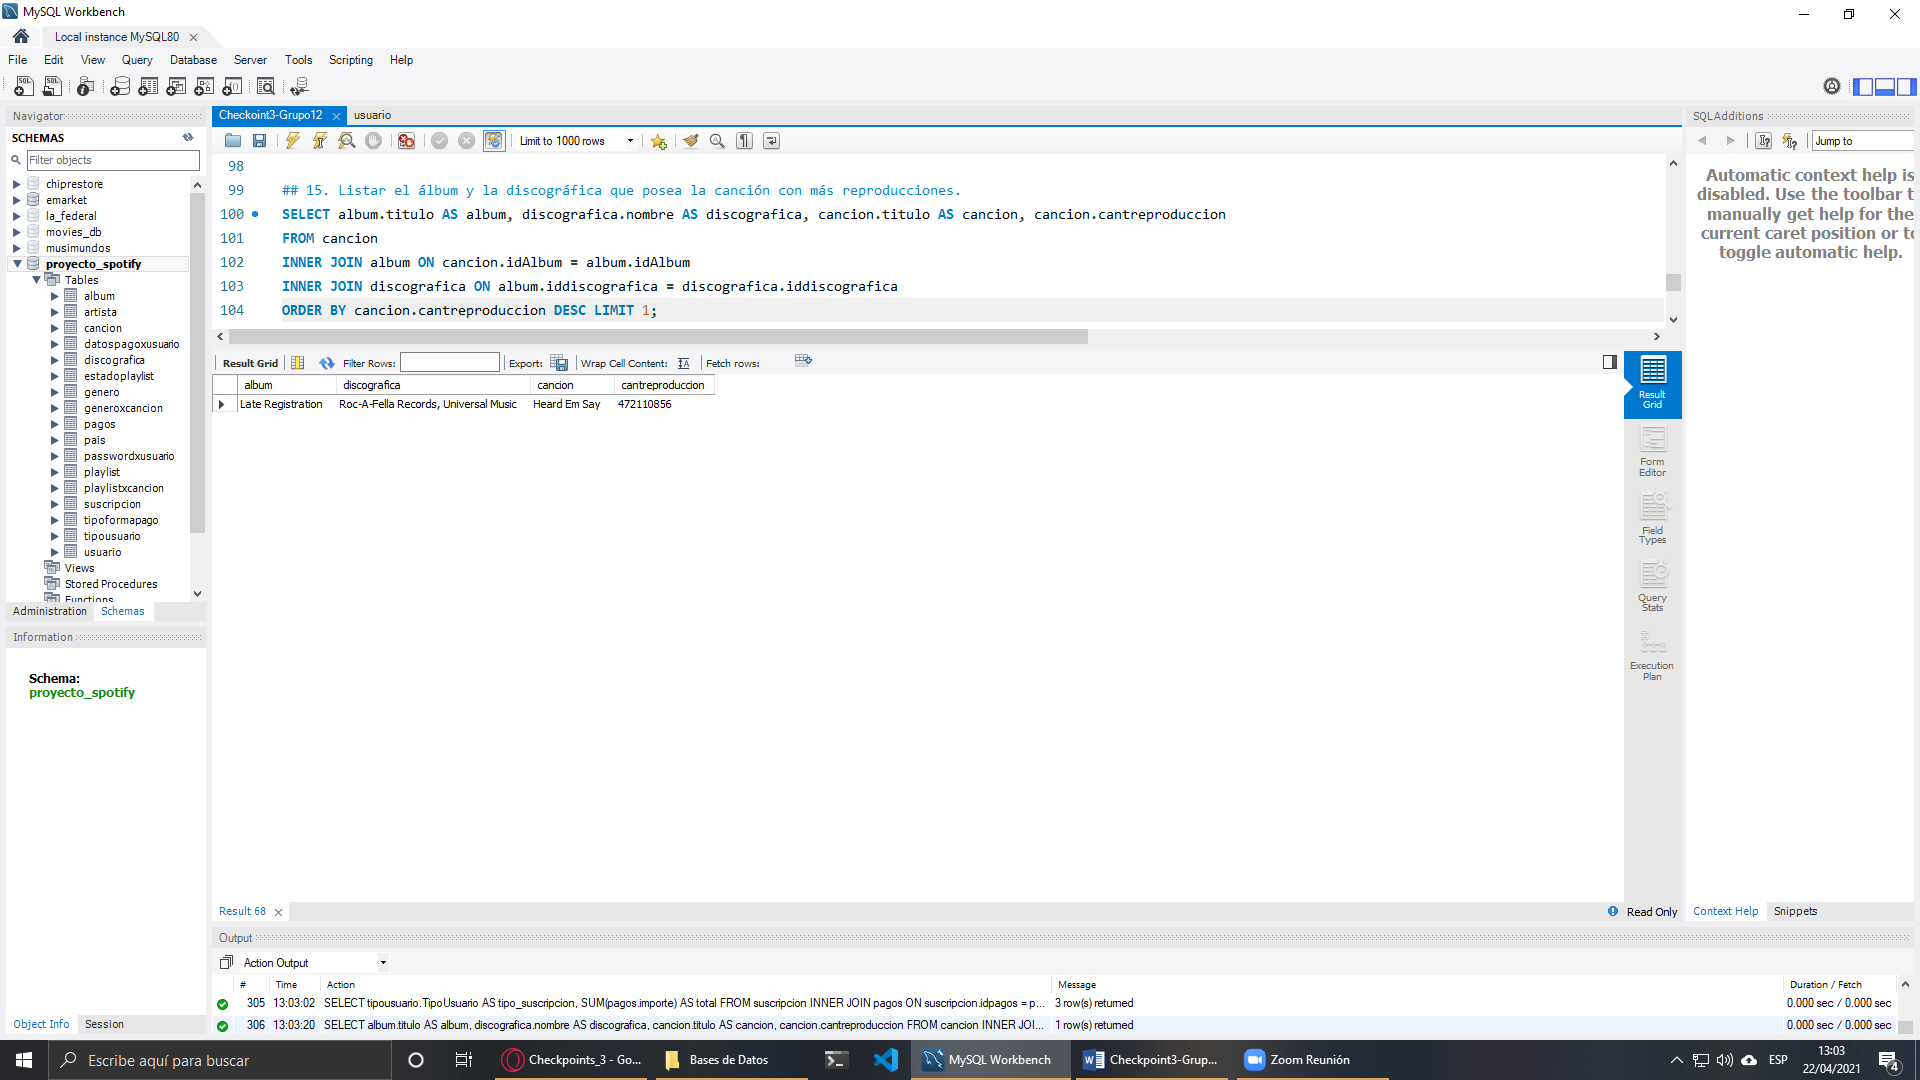 MySQL Workbench
Local instance MySQL80
File Edit View Query Database Server Tools Scripting Help
Navigator
SCHEMAS
Filter objects
chiprestore
emarket
la_federal
movies_db
musimundos
proyecto_spotify
Tables
album
artista
cancion
datospagoxusuario
discografica
estadoplaylist
genero
generoxcancion
pagos
pais
passwordxusuario
playlist
playlistxcancion
suscripcion
tipoformapago
tipousuario
usuario
Views
Stored Procedures
Functions
Administration Schemas
Information
Schema:
proyecto_spotify
Object Info Session
Checkoint3-Grupo12 usuario
Limit to 1000 rows
98
99 ## 15. Listar el álbum y la discográfica que posea la canción con más reproducciones.
100 SELECT album.titulo AS album, discografica.nombre AS discografica, cancion.titulo AS cancion, cancion.cantreproduccion
101 FROM cancion
102 INNER JOIN album ON cancion.idAlbum = album.idAlbum
103 INNER JOIN discografica ON album.iddiscografica = discografica.iddiscografica
104 ORDER BY cancion.cantreproduccion DESC LIMIT 1;
Result Grid Filter Rows: Export: Wrap Cell Content: Fetch rows:
album discografica cancion cantreproduccion
Late Registration Roc-A-Fella Records, Universal Music Heard Em Say 472110856
Result Grid
Form Editor
Field Types
Query Stats
Execution Plan
Result 68
Read Only
SQLAdditions
Jump to
Automatic context help is
disabled. Use the toolbar t
manually get help for the
current caret position or to
toggle automatic help.
Context Help Snippets
Output
Action Output
# Time Action Message Duration / Fetch
305 13:03:02 SELECT tipousuario.TipoUsuario AS tipo_suscripcion, SUM(pagos.importe) AS total FROM suscripcion INNER JOIN pagos ON suscripcion.idpagos = p... 3 row(s) returned 0.000 sec / 0.000 sec
306 13:03:20 SELECT album.titulo AS album, discografica.nombre AS discografica, cancion.titulo AS cancion, cancion.cantreproduccion FROM cancion INNER JOI... 1 row(s) returned 0.000 sec / 0.000 sec
Escribe aquí para buscar
Checkpoints_3 - Go...
Bases de Datos
MySQL Workbench
Checkpoint3-Grup...
Zoom Reunión
ESP
13:03
22/04/2021
4